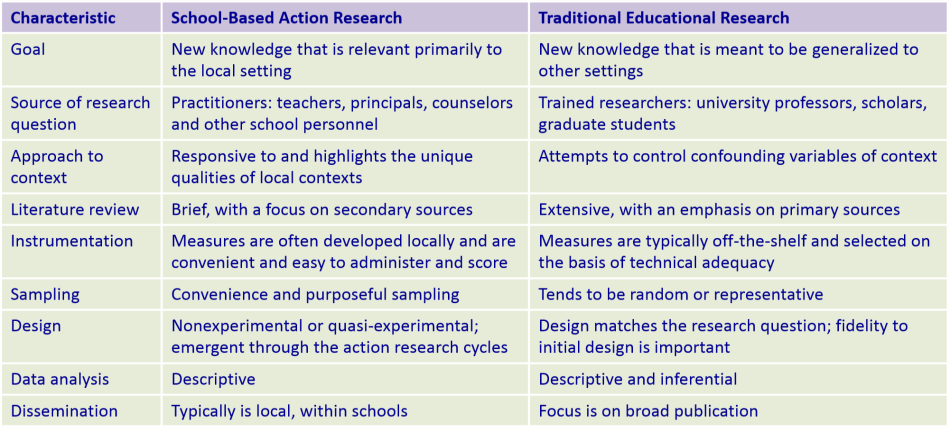 Characteristic School-Based Action Research Traditional Educational Research
Goal New knowledge that is relevant primarily to New knowledge that is meant to be generalized to
the local setting other settings
Source of research Practitioners: teachers, principals, counselors Trained researchers: university professors, scholars,
question and other school personnel graduate students
Approach to Responsive to and highlights the unique Attempts to control confounding variables of context
context qualities of local contexts
Literature review Brief, with a focus on secondary sources Extensive, with an emphasis on primary sources
Instrumentation Measures are often developed locally and are Measures are typically off-the-shelf and selected on
convenient and easy to administer and score the basis of technical adequacy
Sampling Convenience and purposeful sampling Tends to be random or representative
Design Nonexperimental or quasi-experimental; Design matches the research question; fidelity to
emergent through the action research cycles initial design is important
Data analysis Descriptive Descriptive and inferential
Dissemination Typically is local, within schools Focus is on broad publication